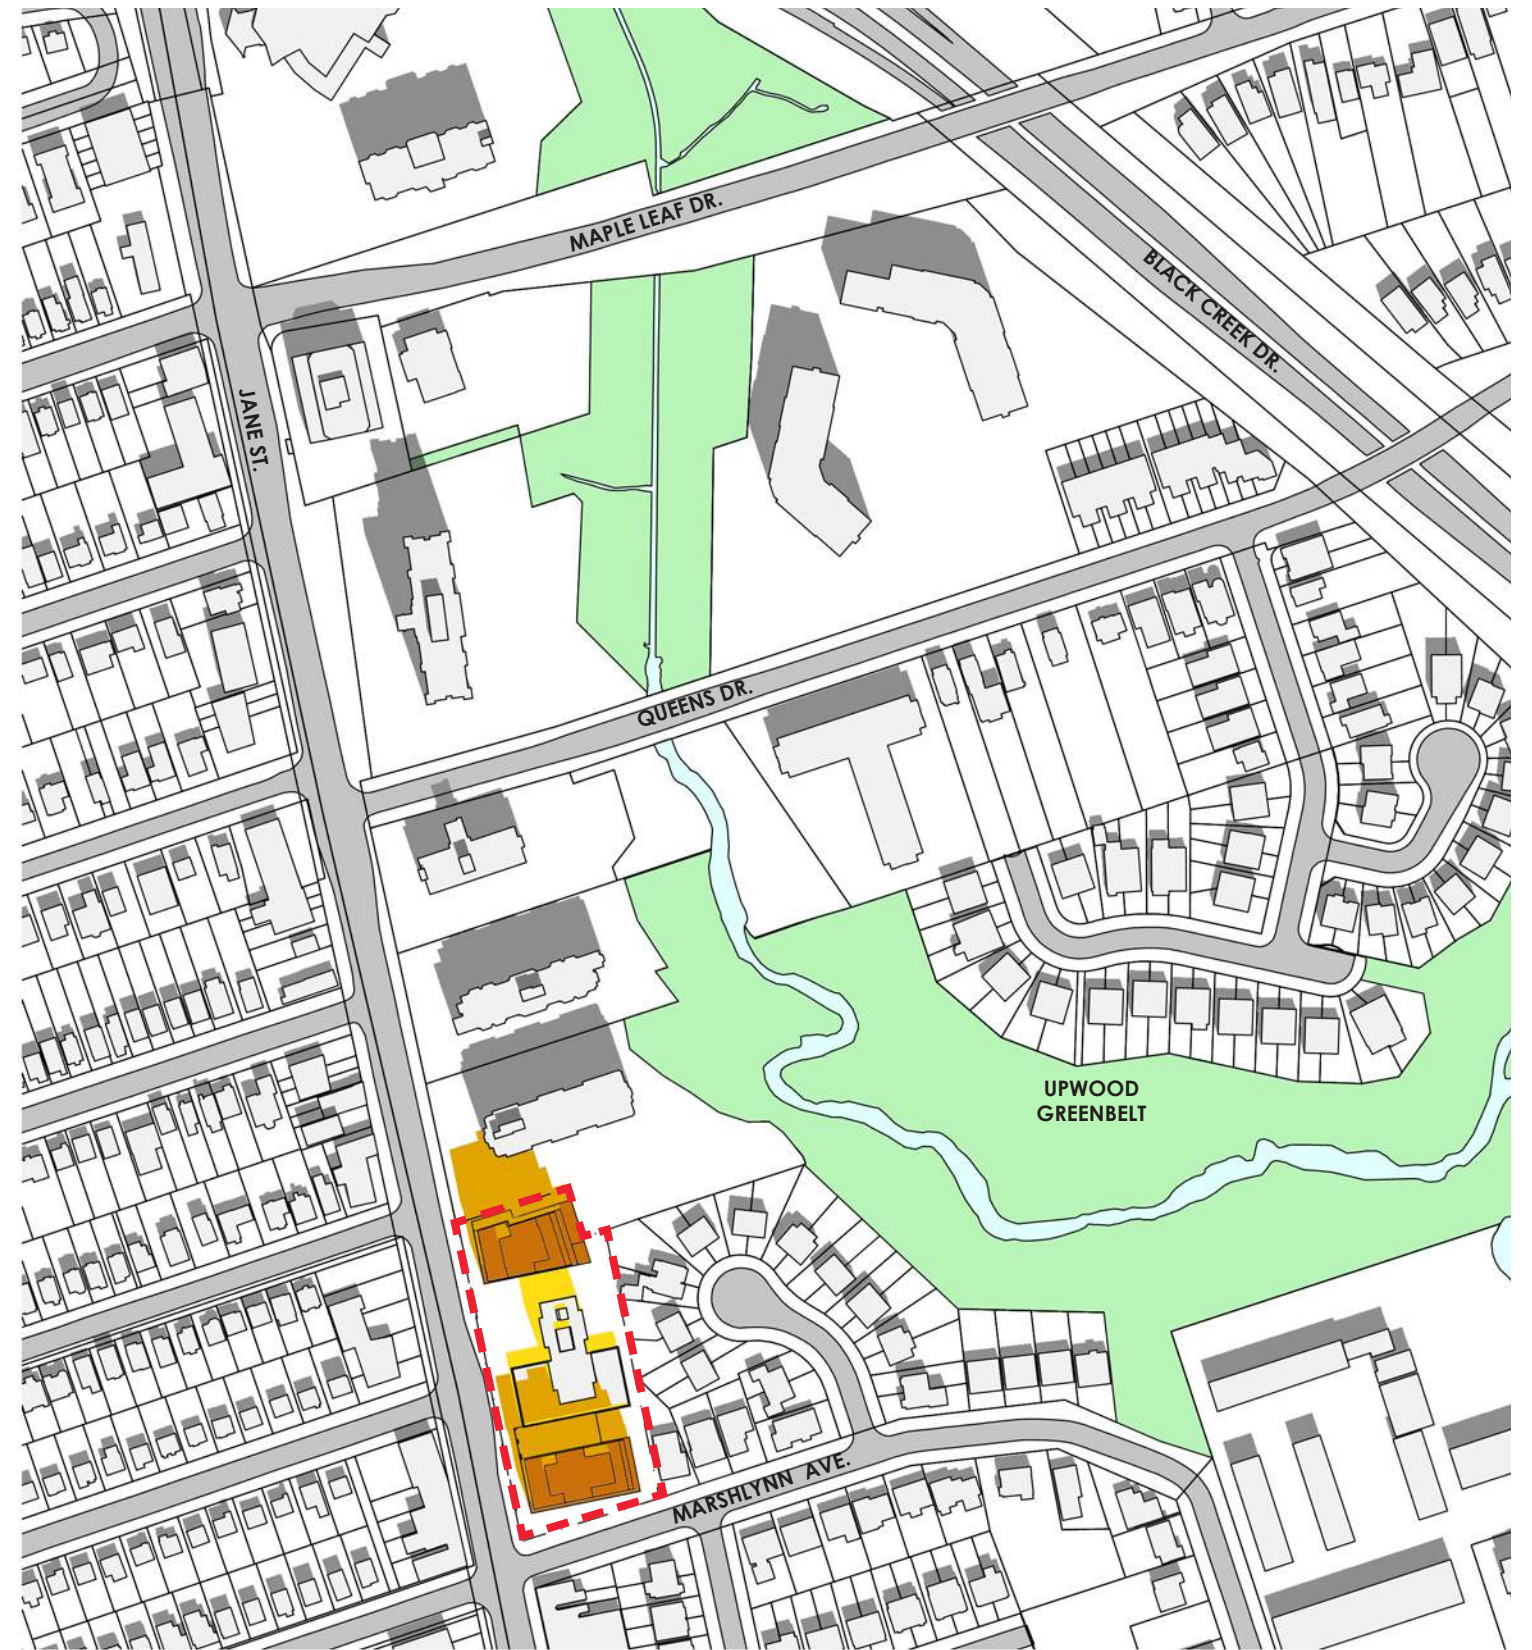 MAPLE LEAF DR.
BLACK CREEK DR.
JANE ST.
QUEENS DR.
UPWOOD
GREENBELT
MARSHLYNN AVE.